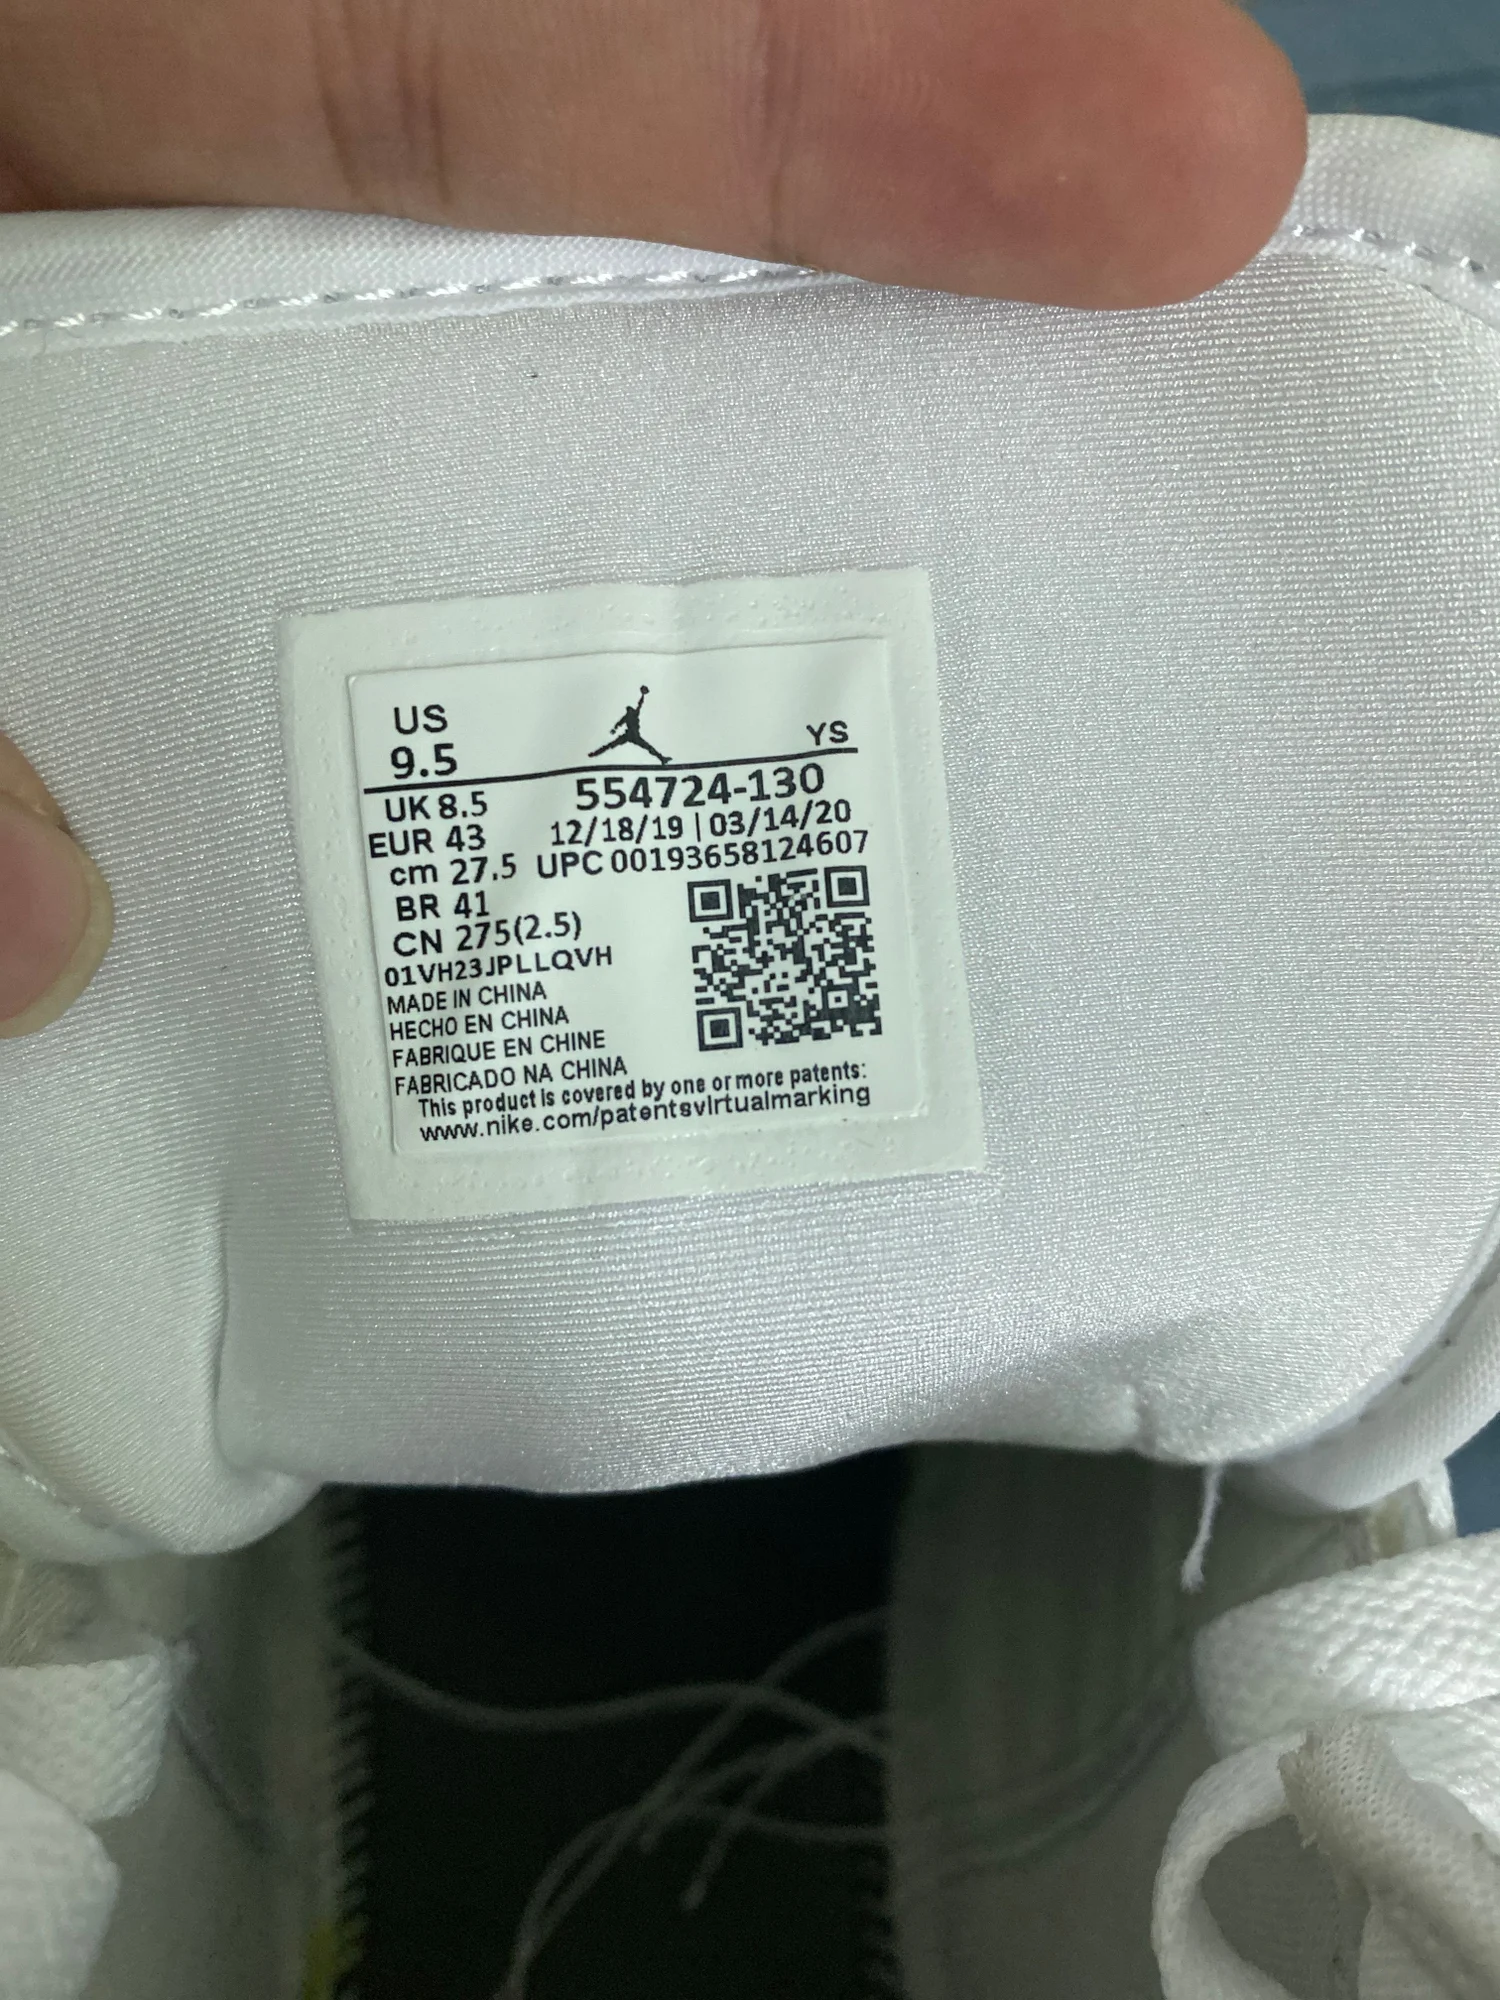 US
9.5
YS
UK 8.5
554724-130
EUR 43
12/18/19 | 03/14/20
cm 27.5
UPC 00193658124607
BR 41
CN 275(2.5)
01VH23JPLLQVH
MADE IN CHINA
HECHO EN CHINA
FABRIQUE EN CHINE
FABRICADO NA CHINA
This product is covered by one or more patents:
www.nike.com/patentsvirtualmarking